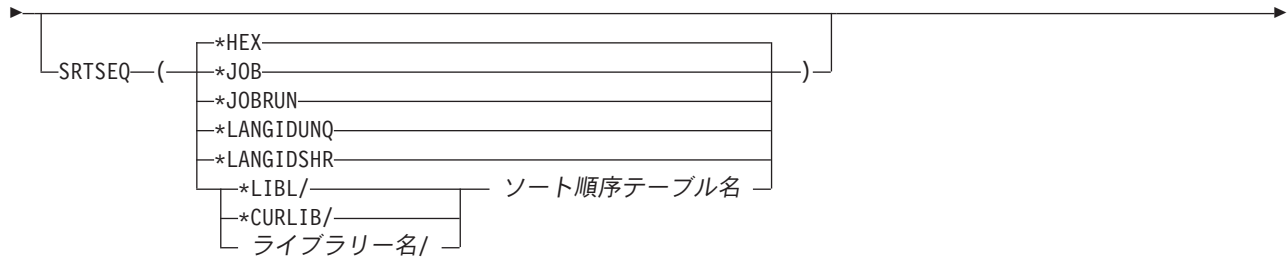 *HEX
SRTSEQ ( *JOB )
*JOBRUN
*LANGIDUNQ
*LANGIDSHR
*LIBL/ ソート順序テーブル名
*CURLIB/
ライブラリー名/